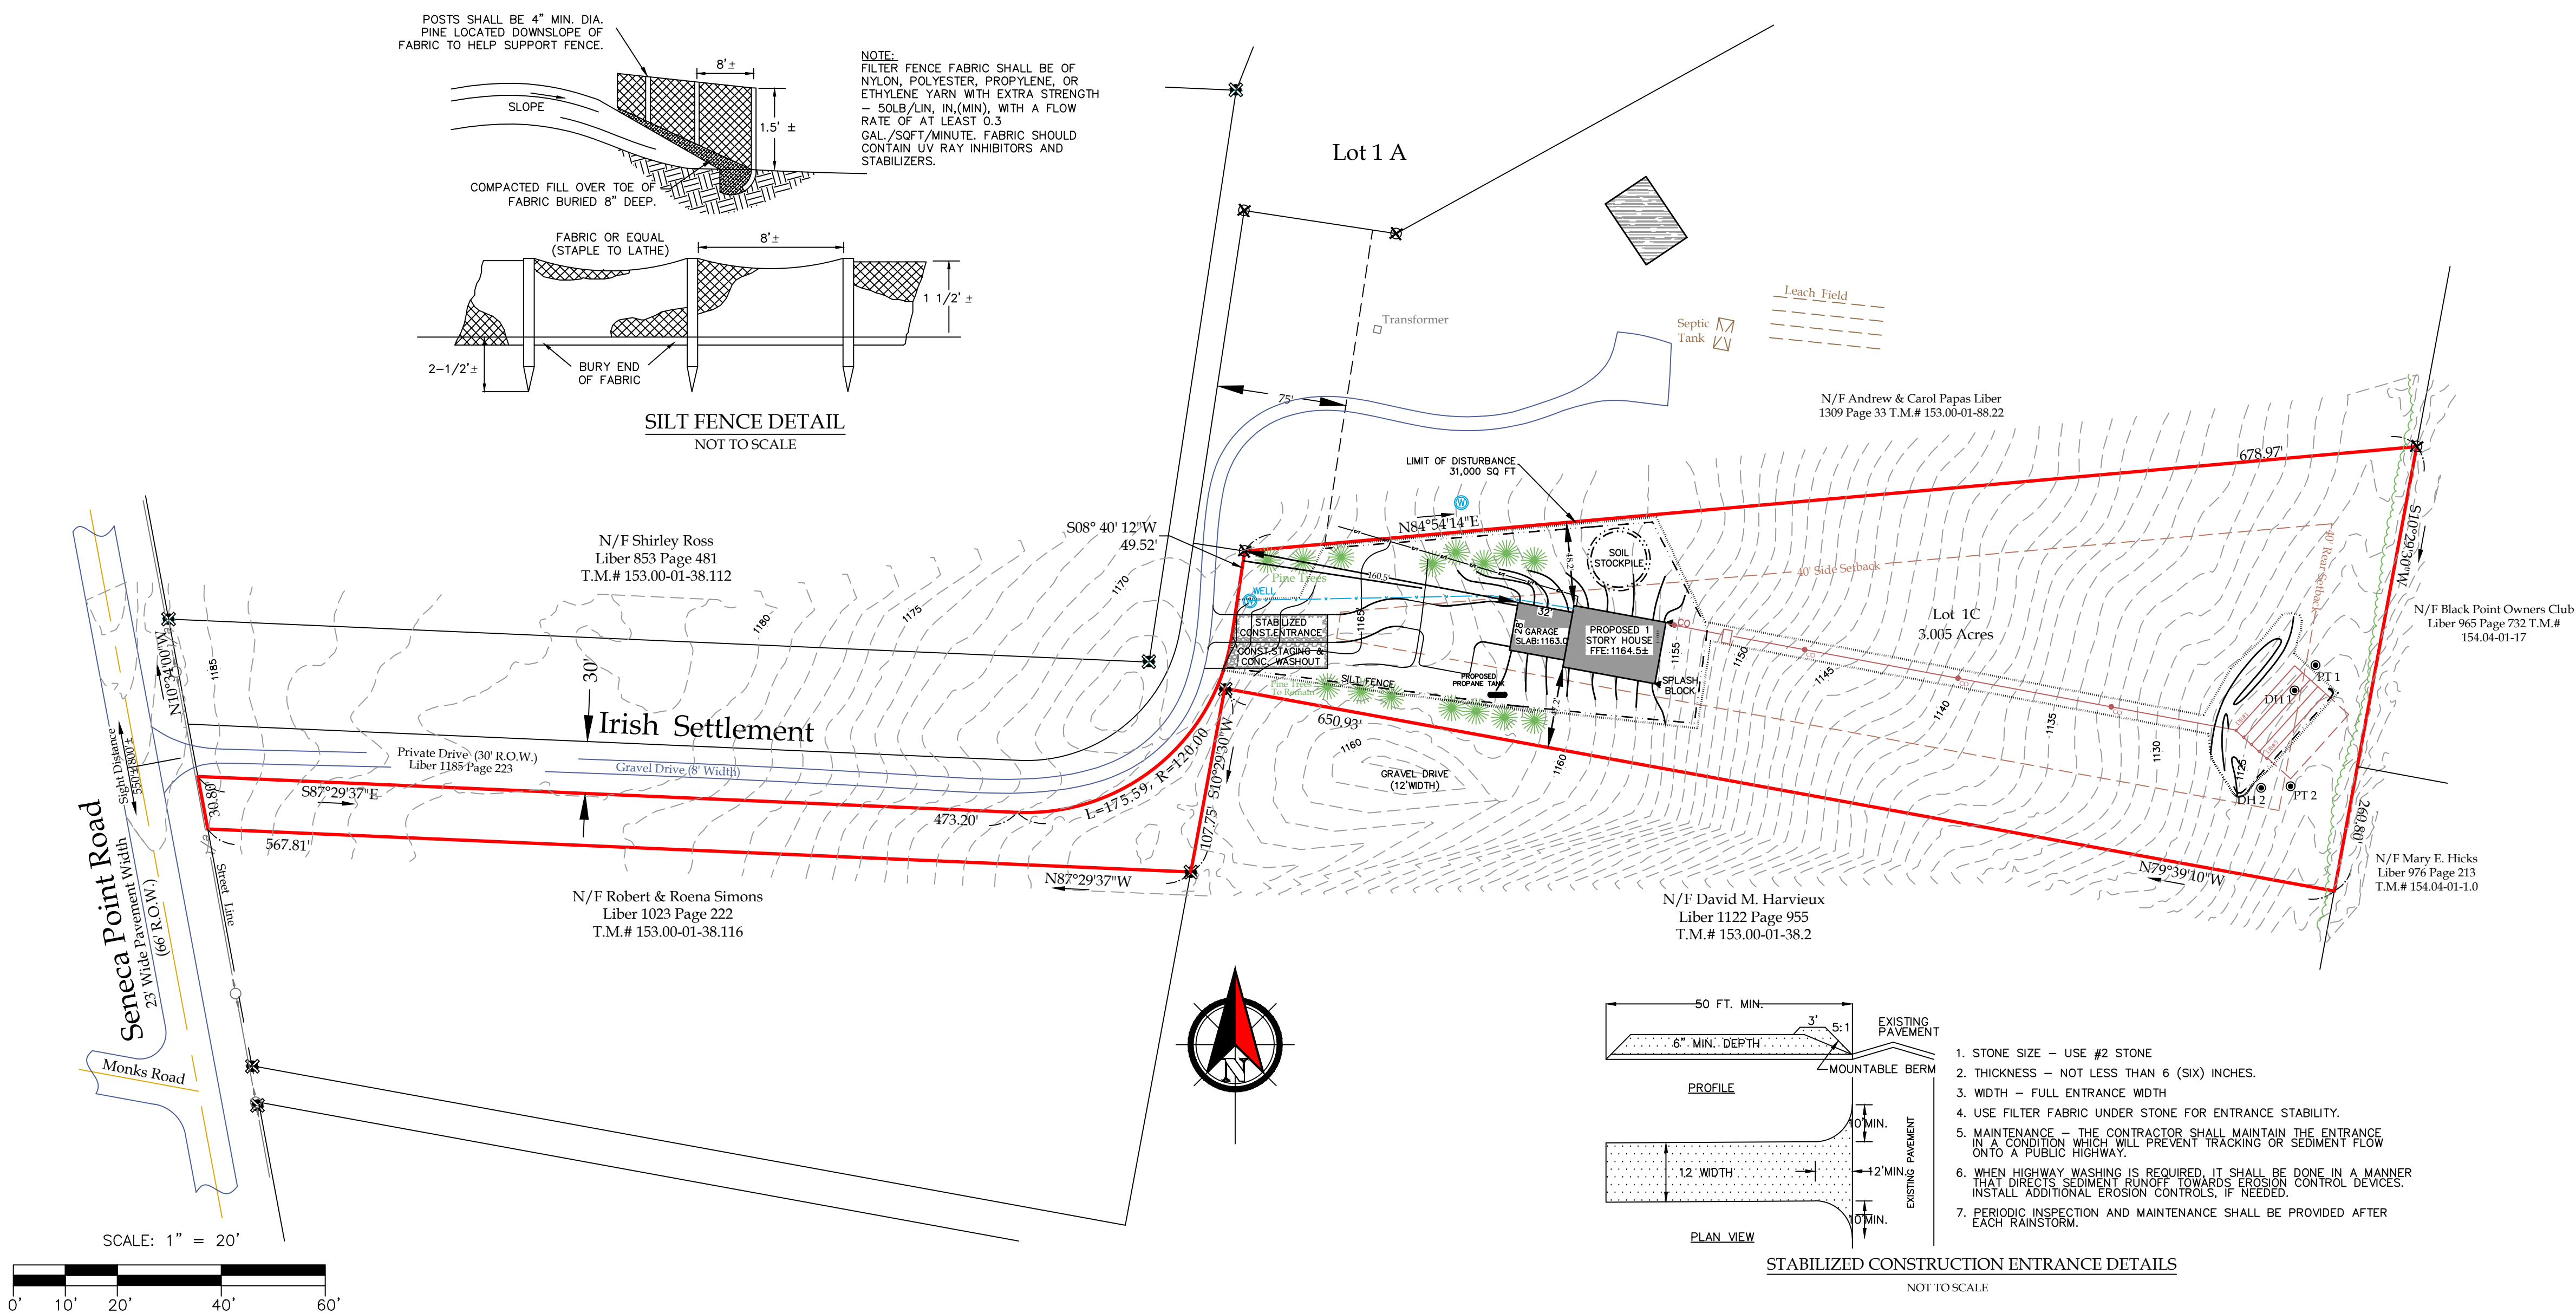 POSTS SHALL BE 4” MIN. DIA.
PINE LOCATED DOWNSLOPE OF
FABRIC TO HELP SUPPORT FENCE.
8'±
SLOPE
1.5' ±
COMPACTED FILL OVER TOE OF
FABRIC BURIED 8” DEEP.
NOTE:
FILTER FENCE FABRIC SHALL BE OF
NYLON, POLYESTER, PROPYLENE, OR
ETHYLENE YARN WITH EXTRA STRENGTH
– 50LB/LIN, IN,(MIN), WITH A FLOW
RATE OF AT LEAST 0.3
GAL./SQFT/MINUTE. FABRIC SHOULD
CONTAIN UV RAY INHIBITORS AND
STABILIZERS.
FABRIC OR EQUAL
(STAPLE TO LATHE)
8'±
1 1/2' ±
2–1/2'±
BURY END
OF FABRIC
SILT FENCE DETAIL
NOT TO SCALE
Lot 1 A
Transformer
Septic
Tank
Leach Field
75'
N/F Andrew & Carol Papas Liber
1309 Page 33 T.M.# 153.00-01-88.22
LIMIT OF DISTURBANCE
31,000 SQ FT
678.97'
N84°54'14"E
S08° 40' 12"W
49.52'
N/F Shirley Ross
Liber 853 Page 481
T.M.# 153.00-01-38.112
1185
1180
1175
1170
1165
N10°34'00"W
30'
Irish Settlement
Private Drive (30' R.O.W.)
Liber 1185 Page 223
Gravel Drive (8' Width)
S87°29'37"E
473.20'
L=175.59', R=120.00'
30.80'
567.81'
N87°29'37"W
107.75'
S10°29'30"W
N/F Robert & Roena Simons
Liber 1023 Page 222
T.M.# 153.00-01-38.116
Sight Distance
550'±
800'±
Seneca Point Road
23' Wide Pavement Width
(66' R.O.W.)
Street Line
Monks Road
Pine Trees
WELL
W
W
160.5'
STABILIZED
CONST.ENTRANCE
CONST.STAGING &
CONC. WASHOUT
Pine Trees
To Remain
SILT FENCE
PROPOSED
PROPANE TANK
28'
32'
GARAGE
SLAB:1163.0
PROPOSED 1
STORY HOUSE
FFE:1164.5±
48.2'
SOIL
STOCKPILE
SPLASH
BLOCK
CO
CO
CO
CO
40' Side Setback
40' Rear Setback
1155
1150
1145
1140
1135
1130
1125
Lot 1C
3.005 Acres
DH 1
PT 1
DH 2
PT 2
S10°29'30"W
260.80'
N79°39'10"W
650.93'
1160
1160
GRAVEL DRIVE
(12'WIDTH)
N/F Black Point Owners Club
Liber 965 Page 732 T.M.#
154.04-01-17
N/F Mary E. Hicks
Liber 976 Page 213
T.M.# 154.04-01-1.0
N/F David M. Harvieux
Liber 1122 Page 955
T.M.# 153.00-01-38.2
N
50 FT. MIN.
3'
5:1
EXISTING
PAVEMENT
6” MIN. DEPTH
MOUNTABLE BERM
PROFILE
10'MIN.
12 WIDTH
12'MIN.
10'MIN.
EXISTING PAVEMENT
PLAN VIEW
1. STONE SIZE – USE #2 STONE
2. THICKNESS – NOT LESS THAN 6 (SIX) INCHES.
3. WIDTH – FULL ENTRANCE WIDTH
4. USE FILTER FABRIC UNDER STONE FOR ENTRANCE STABILITY.
5. MAINTENANCE – THE CONTRACTOR SHALL MAINTAIN THE ENTRANCE
IN A CONDITION WHICH WILL PREVENT TRACKING OR SEDIMENT FLOW
ONTO A PUBLIC HIGHWAY.
6. WHEN HIGHWAY WASHING IS REQUIRED, IT SHALL BE DONE IN A MANNER
THAT DIRECTS SEDIMENT RUNOFF TOWARDS EROSION CONTROL DEVICES.
INSTALL ADDITIONAL EROSION CONTROLS, IF NEEDED.
7. PERIODIC INSPECTION AND MAINTENANCE SHALL BE PROVIDED AFTER
EACH RAINSTORM.
STABILIZED CONSTRUCTION ENTRANCE DETAILS
NOT TO SCALE
SCALE: 1” = 20'
0' 10' 20' 40' 60'